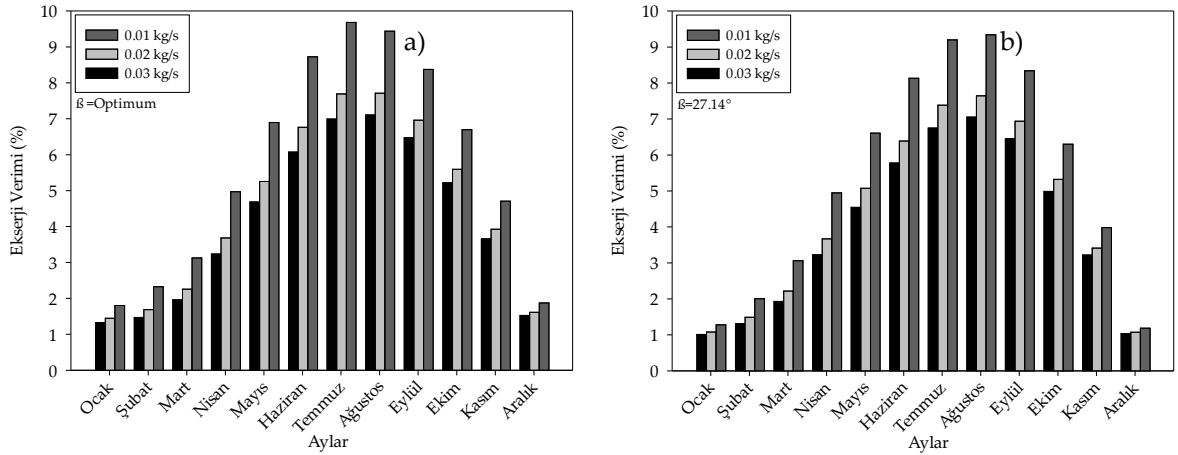 Ekserji Verimi (%)
10
9
8
7
6
5
4
3
2
1
0
0.01 kg/s
0.02 kg/s
0.03 kg/s
ß =Optimum
a)
Ocak
Şubat
Mart
Nisan
Mayıs
Haziran
Temmuz
Ağustos
Eylül
Ekim
Kasım
Aralık
Aylar
Ekserji Verimi (%)
10
9
8
7
6
5
4
3
2
1
0
0.01 kg/s
0.02 kg/s
0.03 kg/s
ß=27.14°
b)
Ocak
Şubat
Mart
Nisan
Mayıs
Haziran
Temmuz
Ağustos
Eylül
Ekim
Kasım
Aralık
Aylar